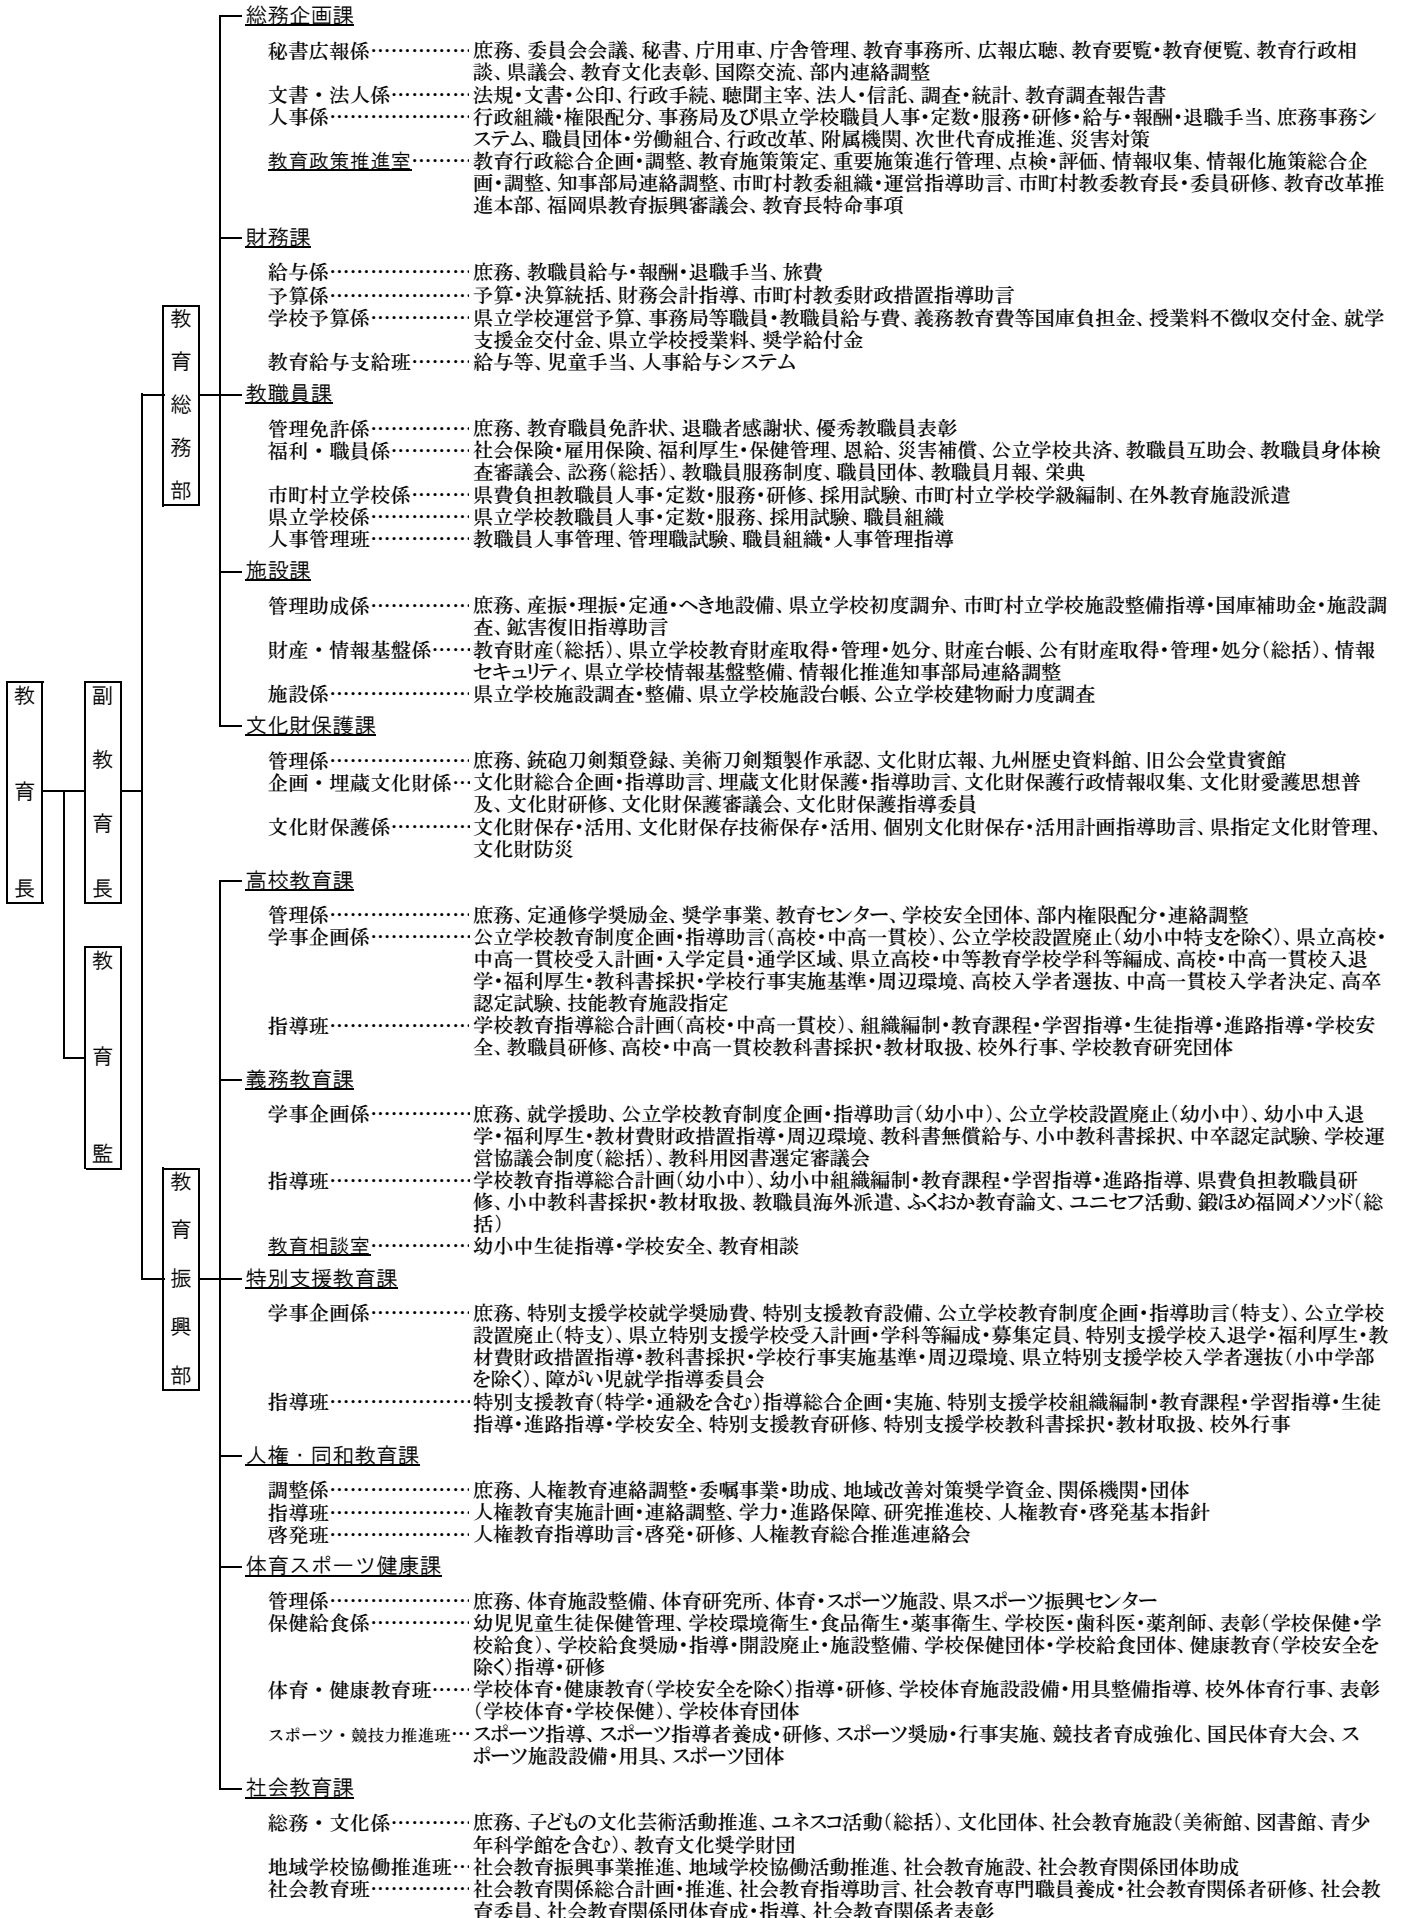 総務企画課
秘書広報係……………庶務、委員会会議、秘書、庁用車、庁舎管理、教育事務所、広報広聴、教育要覧・教育便覧、教育行政相
談、県議会、教育文化表彰、国際交流、部内連絡調整
文書・法人係…………法規・文書・公印、行政手続、聴聞主宰、法人・信託、調査・統計、教育調査報告書
人事係…………………行政組織・権限配分、事務局及び県立学校職員人事・定数・服務・研修・給与・報酬・退職手当、庶務事務シ
ステム、職員団体・労働組合、行政改革、附属機関、次世代育成推進、災害対策
教育政策推進室………教育行政総合企画・調整、教育施策策定、重要施策進行管理、点検・評価、情報収集、情報化施策総合企
画・調整、知事部局連絡調整、市町村教委組織・運営指導助言、市町村教委教育長・委員研修、教育改革推
進本部、福岡県教育振興審議会、教育長特命事項
財務課
給与係…………………庶務、教職員給与・報酬・退職手当、旅費
予算係…………………予算・決算統括、財務会計指導、市町村教委財政措置指導助言
学校予算係……………県立学校運営予算、事務局等職員・教職員給与費、義務教育費等国庫負担金、授業料不徴収交付金、就学
支援金交付金、県立学校授業料、奨学給付金
教育給与支給班………給与等、児童手当、人事給与システム
教育総務部
教職員課
管理免許係……………庶務、教育職員免許状、退職者感謝状、優秀教職員表彰
福利・職員係…………社会保険・雇用保険、福利厚生・保健管理、恩給、災害補償、公立学校共済、教職員互助会、教職員身体検
査審議会、訟務（総括）、教職員服務制度、職員団体、教職員月報、栄典
市町村立学校係………県費負担教職員人事・定数・服務・研修、採用試験、市町村立学校学級編制、在外教育施設派遣
県立学校係……………県立学校教職員人事・定数・服務、採用試験、職員組織
人事管理班……………教職員人事管理、管理職試験、職員組織・人事管理指導
施設課
管理助成係……………庶務、産振・理振・定通・へき地設備、県立学校初度調弁、市町村立学校施設整備指導・国庫補助金・施設調
査、鉱害復旧指導助言
財産・情報基盤係……教育財産（総括）、県立学校教育財産取得・管理・処分、財産台帳、公有財産取得・管理・処分（総括）、情報
セキュリティ、県立学校情報基盤整備、情報化推進知事部局連絡調整
施設係…………………県立学校施設調査・整備、県立学校施設台帳、公立学校建物耐力度調査
教育長
副教育長
文化財保護課
管理係…………………庶務、銃砲刀剣類登録、美術刀剣類製作承認、文化財広報、九州歴史資料館、旧公会堂貴賓館
企画・埋蔵文化財係…文化財総合企画・指導助言、埋蔵文化財保護・指導助言、文化財保護行政情報収集、文化財愛護思想普
及、文化財研修、文化財保護審議会、文化財保護指導委員
文化財保護係…………文化財保存・活用、文化財保存技術保存・活用、個別文化財保存・活用計画指導助言、県指定文化財管理、
文化財防災
高校教育課
管理係…………………庶務、定通修学奨励金、奨学事業、教育センター、学校安全団体、部内権限配分・連絡調整
学事企画係……………公立学校教育制度企画・指導助言（高校・中高一貫校）、公立学校設置廃止（幼小中特支を除く）、県立高校・
中高一貫校受入計画・入学定員・通学区域、県立高校・中等教育学校学科等編成、高校・中高一貫校入退
学・福利厚生・教科書採択・学校行事実施基準・周辺環境、高校入学者選抜、中高一貫校入学者決定、高卒
認定試験、技能教育施設指定
指導班…………………学校教育指導総合計画（高校・中高一貫校）、組織編制・教育課程・学習指導・生徒指導・進路指導・学校安
全、教職員研修、高校・中高一貫校教科書採択・教材取扱、校外行事、学校教育研究団体
教育監
義務教育課
学事企画係……………庶務、就学援助、公立学校教育制度企画・指導助言（幼小中）、公立学校設置廃止（幼小中）、幼小中入退
学・福利厚生・教材費財政措置指導・周辺環境、教科書無償給与、小中教科書採択、中卒認定試験、学校運
営協議会制度（総括）、教科用図書選定審議会
指導班…………………学校教育指導総合計画（幼小中）、幼小中組織編制・教育課程・学習指導・進路指導、県費負担教職員研
修、小中教科書採択・教材取扱、教職員海外派遣、ふくおか教育論文、ユニセフ活動、鍛ほめ福岡メソッド（総
括）
教育相談室……………幼小中生徒指導・学校安全、教育相談
教育振興部
特別支援教育課
学事企画係……………庶務、特別支援学校就学奨励費、特別支援教育設備、公立学校教育制度企画・指導助言（特支）、公立学校
設置廃止（特支）、県立特別支援学校受入計画・学科等編成・募集定員、特別支援学校入退学・福利厚生・教
材費財政措置指導・教科書採択・学校行事実施基準・周辺環境、県立特別支援学校入学者選抜（小中学部
を除く）、障がい児就学指導委員会
指導班…………………特別支援教育（特学・通級を含む）指導総合企画・実施、特別支援学校組織編制・教育課程・学習指導・生徒
指導・進路指導・学校安全、特別支援教育研修、特別支援学校教科書採択・教材取扱、校外行事
人権・同和教育課
調整係…………………庶務、人権教育連絡調整・委嘱事業・助成、地域改善対策奨学資金、関係機関・団体
指導班…………………人権教育実施計画・連絡調整、学力・進路保障、研究推進校、人権教育・啓発基本指針
啓発班…………………人権教育指導助言・啓発・研修、人権教育総合推進連絡会
体育スポーツ健康課
管理係…………………庶務、体育施設整備、体育研究所、体育・スポーツ施設、県スポーツ振興センター
保健給食係……………幼児児童生徒保健管理、学校環境衛生・食品衛生・薬事衛生、学校医・歯科医・薬剤師、表彰（学校保健・学
校給食）、学校給食奨励・指導・開設廃止・施設整備、学校保健団体・学校給食団体、健康教育（学校安全を
除く）指導・研修
体育・健康教育班……学校体育・健康教育（学校安全を除く）指導・研修、学校体育施設設備・用具整備指導、校外体育行事、表彰
（学校体育・学校保健）、学校体育団体
スポーツ・競技力推進班…スポーツ指導、スポーツ指導者養成・研修、スポーツ奨励・行事実施、競技者育成強化、国民体育大会、ス
ポーツ施設設備・用具、スポーツ団体
社会教育課
総務・文化係…………庶務、子どもの文化芸術活動推進、ユネスコ活動（総括）、文化団体、社会教育施設（美術館、図書館、青少
年科学館を含む）、教育文化奨学財団
地域学校協働推進班…社会教育振興事業推進、地域学校協働活動推進、社会教育施設、社会教育関係団体助成
社会教育班……………社会教育関係総合計画・推進、社会教育指導助言、社会教育専門職員養成・社会教育関係者研修、社会教
育委員、社会教育関係団体育成・指導、社会教育関係者表彰